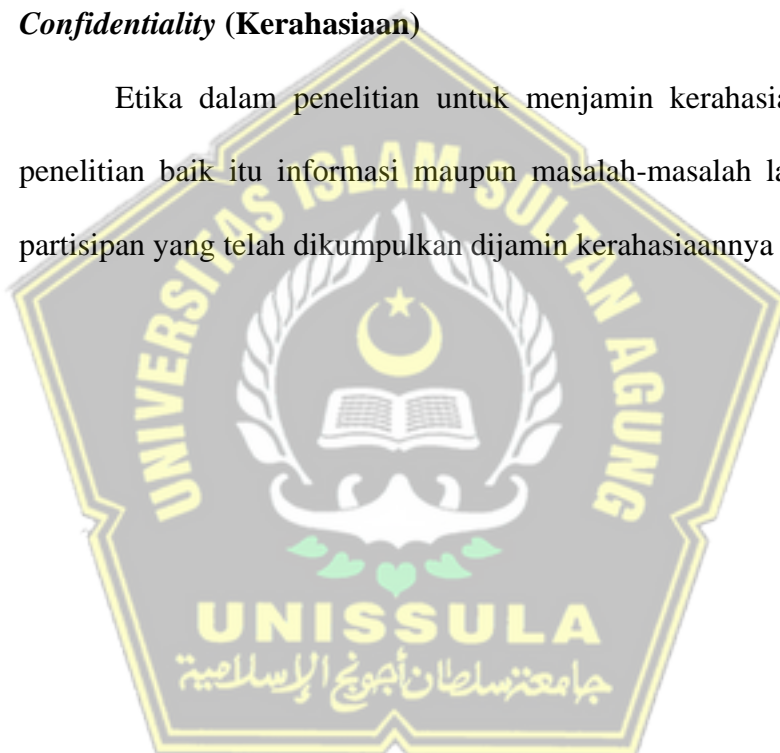 Confidentiality (Kerahasiaan)
Etika dalam penelitian untuk menjamin kerahasia
penelitian baik itu informasi maupun masalah-masalah la
partisipan yang telah dikumpulkan dijamin kerahasiaannya
UNIVERSITAS ISLAM SULTAN AGUNG
UNISSULA
جامعة سلطان أجونج الإسلامية